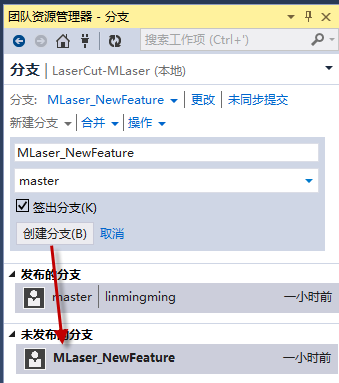 团队资源管理器 - 分支
搜索工作项 (Ctrl+')
分支 | LaserCut-MLaser (本地)
分支: MLaser_NewFeature | 更改 | 未同步提交
新建分支 | 合并 | 操作
MLaser_NewFeature
master
签出分支(K)
创建分支(B) 取消
发布的分支
master | linmingming 一小时前
未发布的分支
MLaser_NewFeature 一小时前